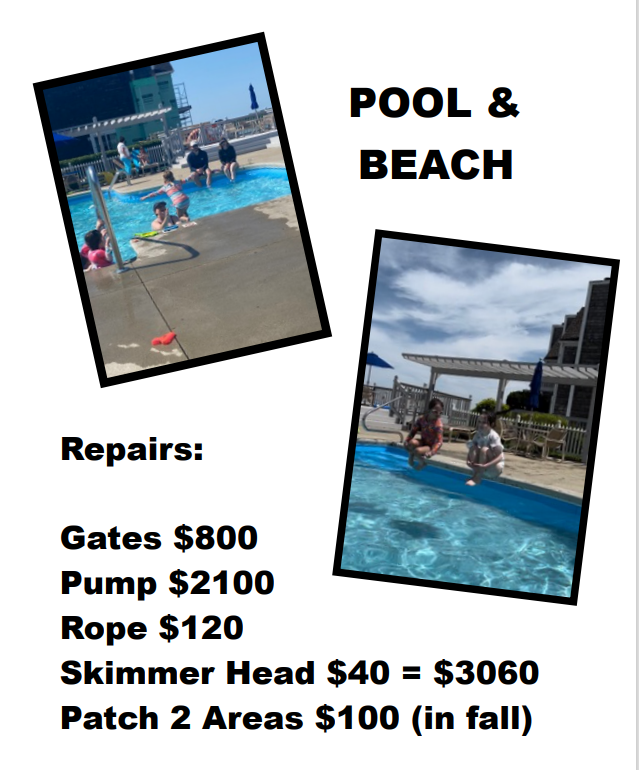 POOL &
BEACH
Repairs:
Gates $800
Pump $2100
Rope $120
Skimmer Head $40 = $3060
Patch 2 Areas $100 (in fall)